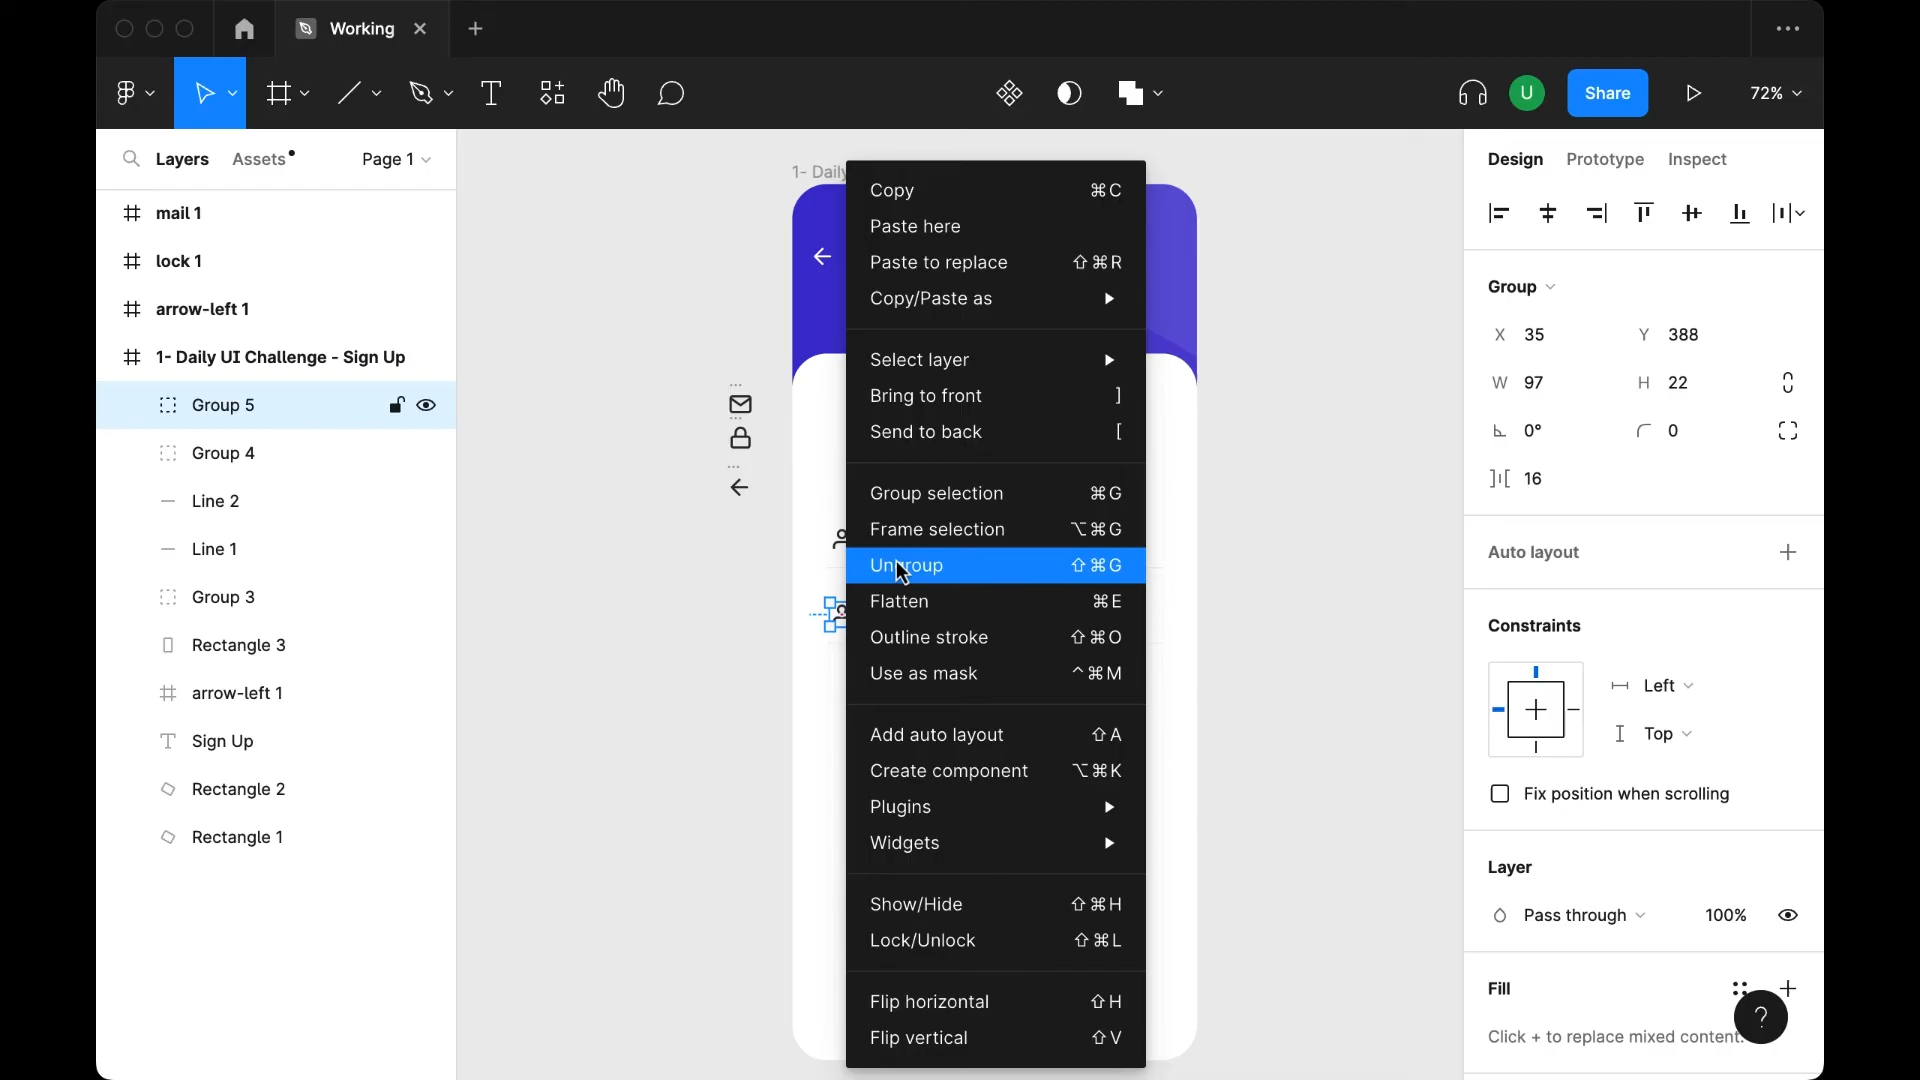 Working
U
Share
72%
Layers
Assets
Page 1
mail 1
lock 1
arrow-left 1
1- Daily UI Challenge - Sign Up
Group 5
Group 4
Line 2
Line 1
Group 3
Rectangle 3
arrow-left 1
Sign Up
Rectangle 2
Rectangle 1
1- Daily
Copy ⌘C
Paste here
Paste to replace ⇧⌘R
Copy/Paste as
Select layer
Bring to front ]
Send to back [
Group selection ⌘G
Frame selection ⌥⌘G
Ungroup ⇧⌘G
Flatten ⌘E
Outline stroke ⇧⌘O
Use as mask ^⌘M
Add auto layout ⇧A
Create component ⌥⌘K
Plugins
Widgets
Show/Hide ⇧⌘H
Lock/Unlock ⇧⌘L
Flip horizontal ⇧H
Flip vertical ⇧V
Design Prototype Inspect
Group
X 35 Y 388
W 97 H 22
0° 0
16
Auto layout
Constraints
Left
Top
Fix position when scrolling
Layer
Pass through 100%
Fill
Click + to replace mixed content.
?